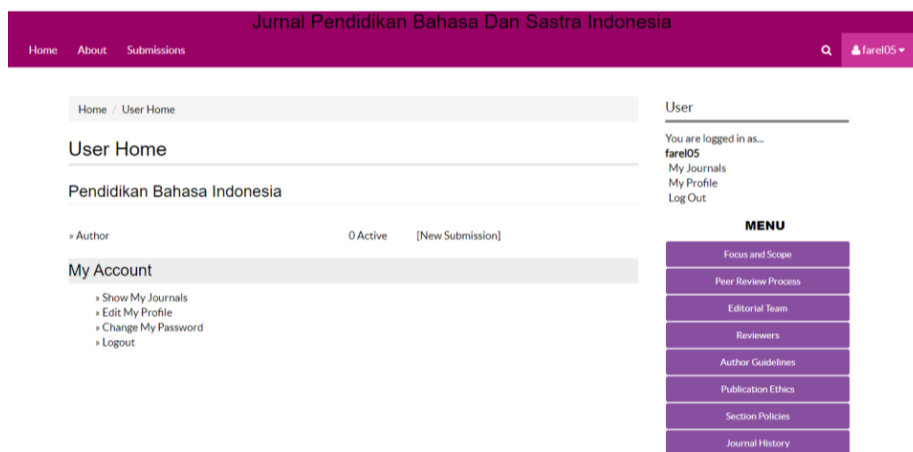 Jurnal Pendidikan Bahasa Dan Sastra Indonesia
Home About Submissions farel05
Home / User Home
User Home
Pendidikan Bahasa Indonesia
» Author 0 Active [New Submission]
My Account
» Show My Journals
» Edit My Profile
» Change My Password
» Logout
User
You are logged in as...
farel05
My Journals
My Profile
Log Out
MENU
Focus and Scope
Peer Review Process
Editorial Team
Reviewers
Author Guidelines
Publication Ethics
Section Policies
Journal History